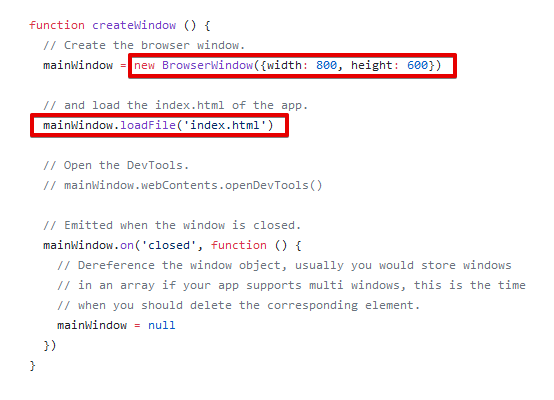 function createWindow () {
// Create the browser window.
mainWindow = new BrowserWindow({width: 800, height: 600})
// and load the index.html of the app.
mainWindow.loadFile('index.html')
// Open the DevTools.
// mainWindow.webContents.openDevTools()
// Emitted when the window is closed.
mainWindow.on('closed', function () {
// Dereference the window object, usually you would store windows
// in an array if your app supports multi windows, this is the time
// when you should delete the corresponding element.
mainWindow = null
})
}